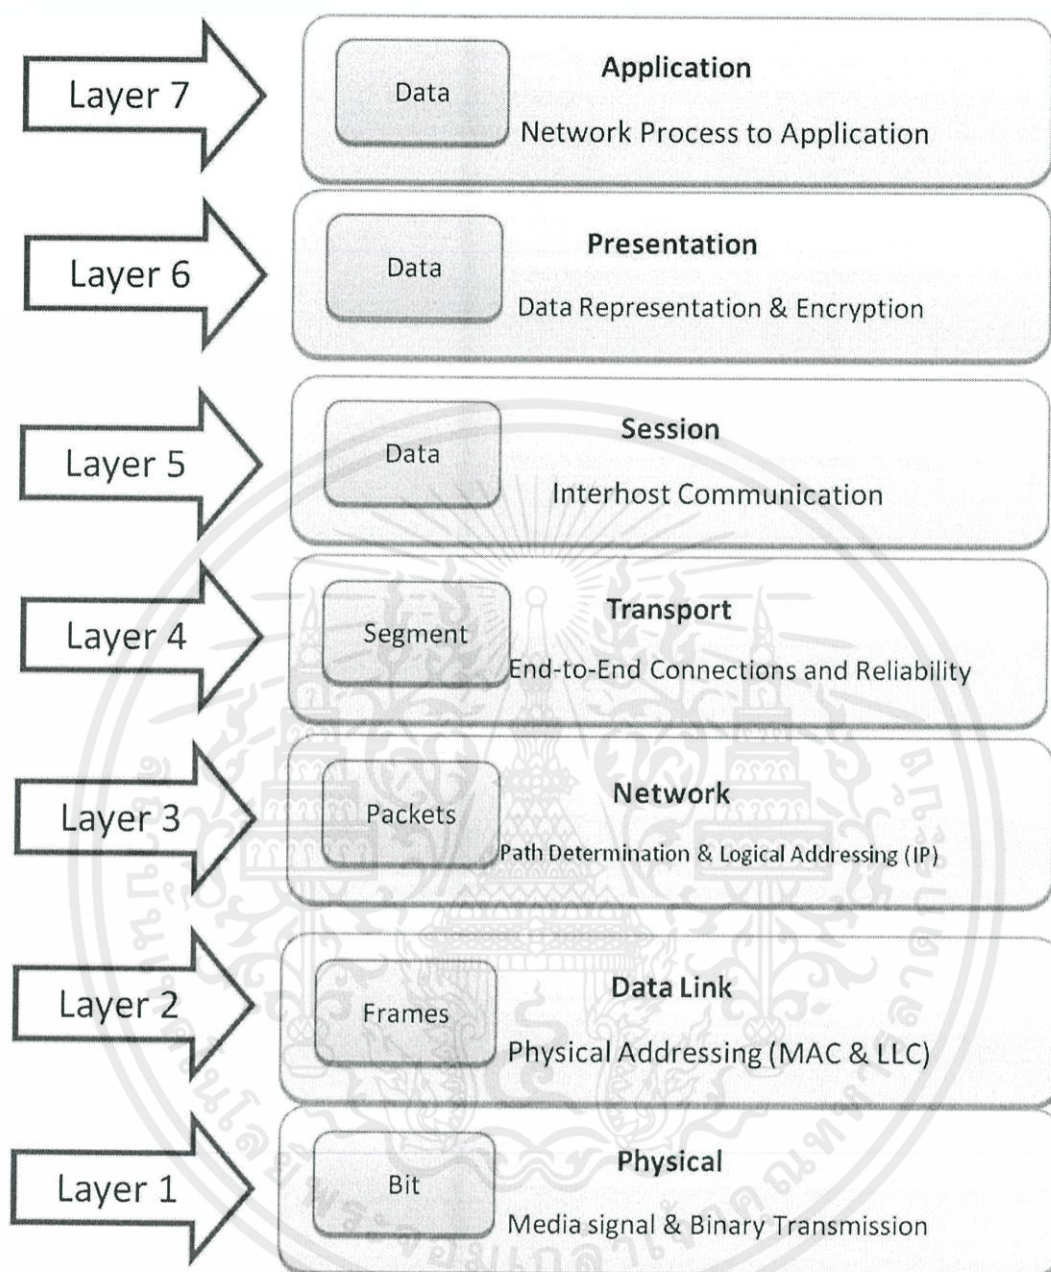 Layer 7
Data
Application
Network Process to Application
Layer 6
Data
Presentation
Data Representation & Encryption
Layer 5
Data
Session
Interhost Communication
Layer 4
Segment
Transport
End-to-End Connections and Reliability
Layer 3
Packets
Network
Path Determination & Logical Addressing (IP)
Layer 2
Frames
Data Link
Physical Addressing (MAC & LLC)
Layer 1
Bit
Physical
Media signal & Binary Transmission